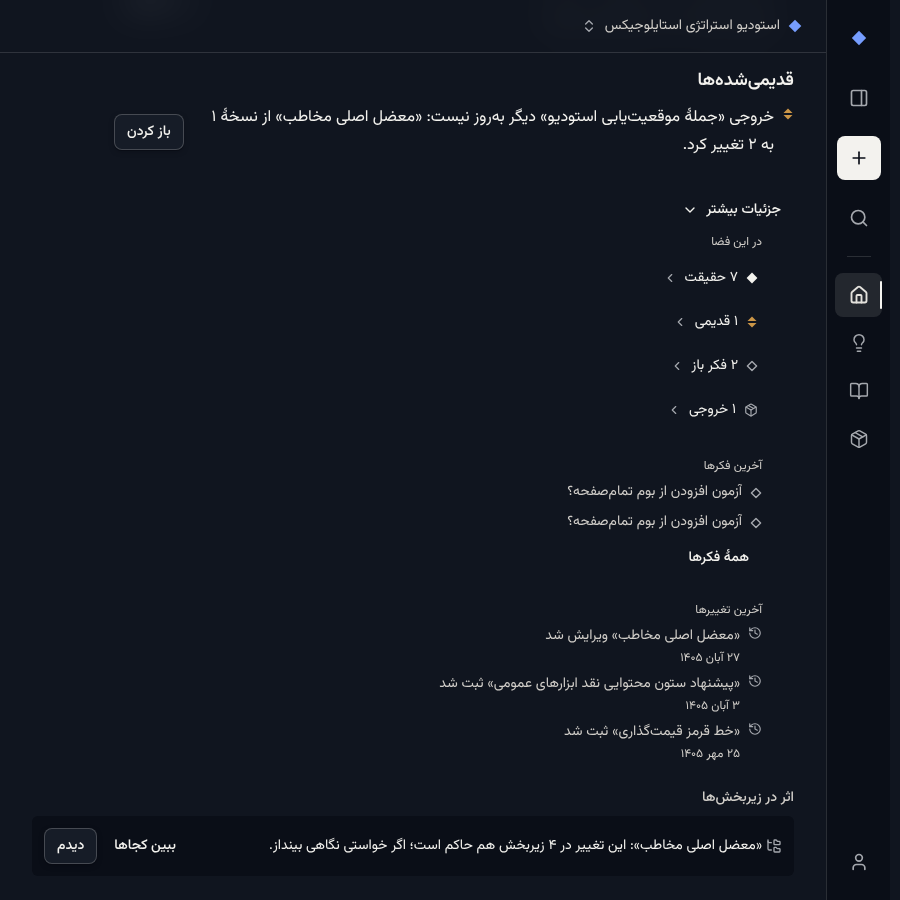 استودیو استراتژی استایلوجیکس
قدیمی‌شده‌ها
خروجی «جملهٔ موقعیت‌یابی استودیو» دیگر به‌روز نیست: «معضل اصلی مخاطب» از نسخهٔ ۱
به ۲ تغییر کرد.
باز کردن
جزئیات بیشتر
در این فضا
۷ حقیقت
۱ قدیمی
۲ فکر باز
۱ خروجی
آخرین فکرها
آزمون افزودن از بوم تمام‌صفحه؟
آزمون افزودن از بوم تمام‌صفحه؟
همهٔ فکرها
آخرین تغییرها
«معضل اصلی مخاطب» ویرایش شد
۲۷ آبان ۱۴۰۵
«پیشنهاد ستون محتوایی نقد ابزارهای عمومی» ثبت شد
۳ آبان ۱۴۰۵
«خط قرمز قیمت‌گذاری» ثبت شد
۲۵ مهر ۱۴۰۵
اثر در زیربخش‌ها
«معضل اصلی مخاطب»: این تغییر در ۴ زیربخش هم حاکم است؛ اگر خواستی نگاهی بینداز.
ببین کجاها
دیدم